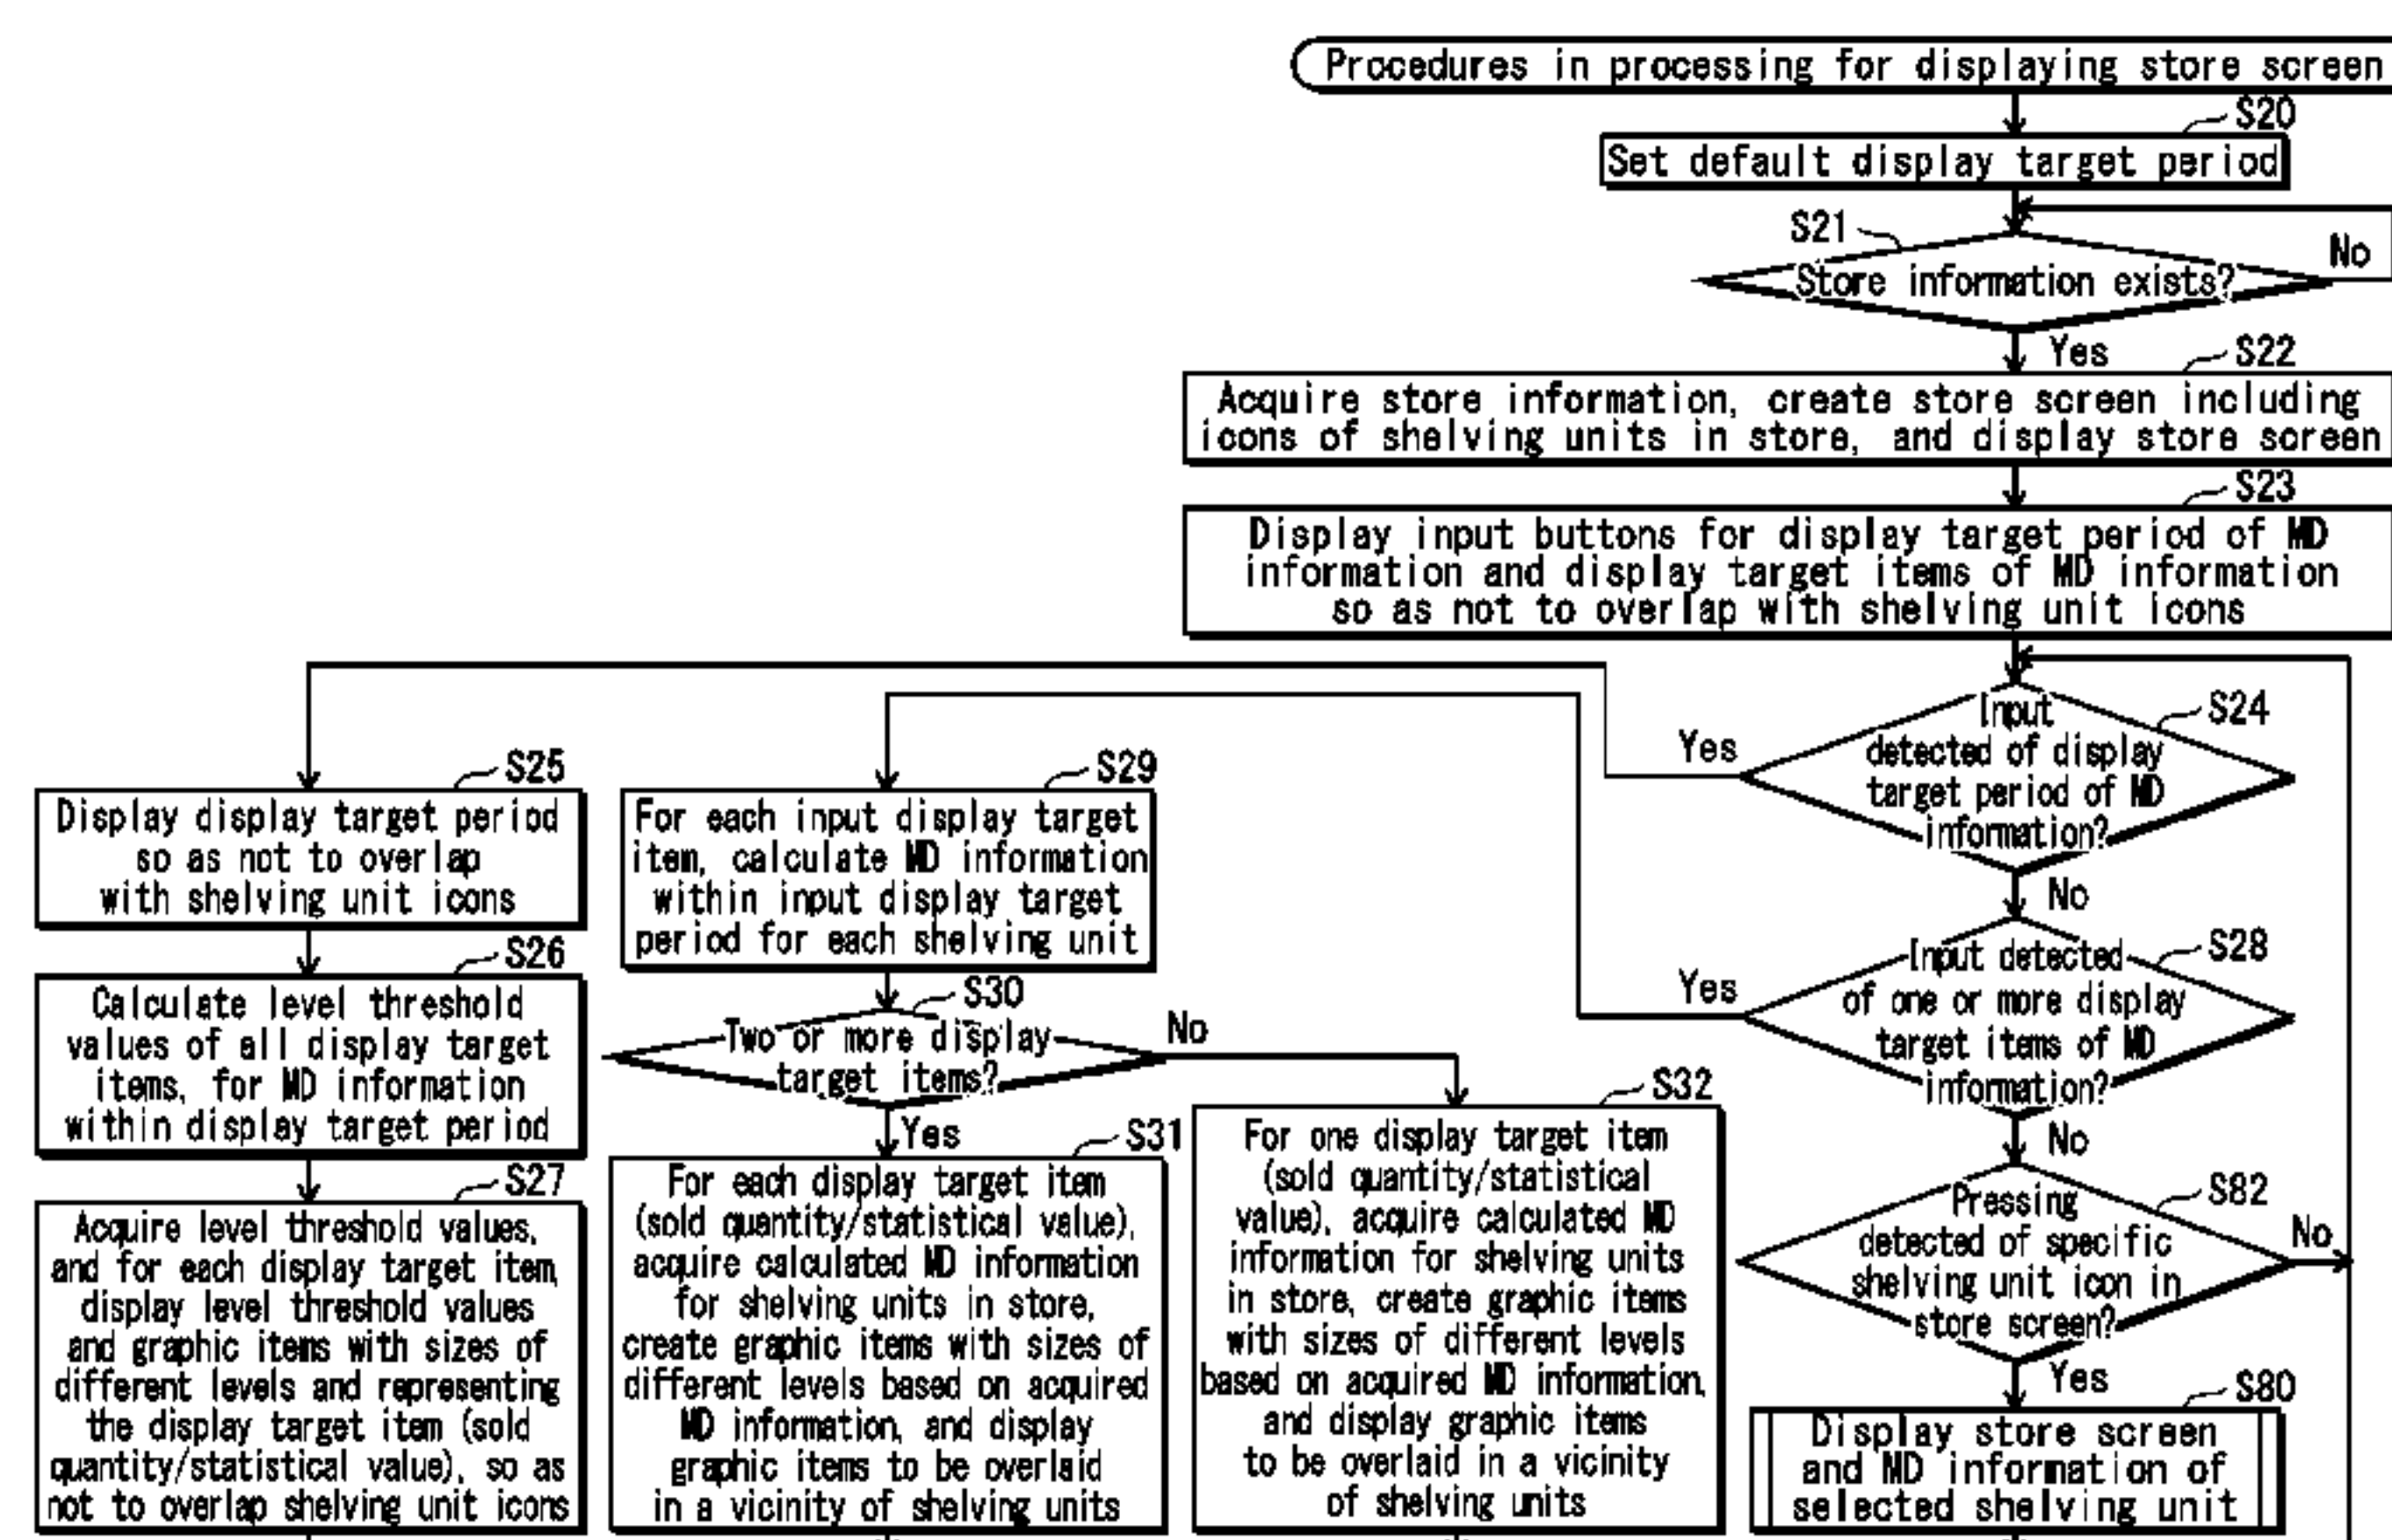 Procedures in processing for displaying store screen
S20
Set default display target period
S21
Store information exists?
No
Yes
S22
Acquire store information, create store screen including
icons of shelving units in store, and display store screen
S23
Display input buttons for display target period of MD
information and display target items of MD information
so as not to overlap with shelving unit icons
S24
Input
detected of display
target period of MD
information?
Yes
No
S25
Display display target period
so as not to overlap
with shelving unit icons
S26
Calculate level threshold
values of all display target
items, for MD information
within display target period
S27
Acquire level threshold values,
and for each display target item,
display level threshold values
and graphic items with sizes of
different levels and representing
the display target item (sold
quantity/statistical value), so as
not to overlap shelving unit icons
S28
Input detected
of one or more display
target items of MD
information?
Yes
No
S29
For each input display target
item, calculate MD information
within input display target
period for each shelving unit
S30
Two or more display
target items?
No
Yes
S31
For each display target item
(sold quantity/statistical value),
acquire calculated MD information
for shelving units in store,
create graphic items with sizes of
different levels based on acquired
MD information, and display
graphic items to be overlaid
in a vicinity of shelving units
S32
For one display target item
(sold quantity/statistical
value), acquire calculated MD
information for shelving units
in store, create graphic items
with sizes of different levels
based on acquired MD information,
and display graphic items
to be overlaid in a vicinity
of shelving units
S82
Pressing
detected of specific
shelving unit icon in
store screen?
No
Yes
S80
Display store screen
and MD information of
selected shelving unit